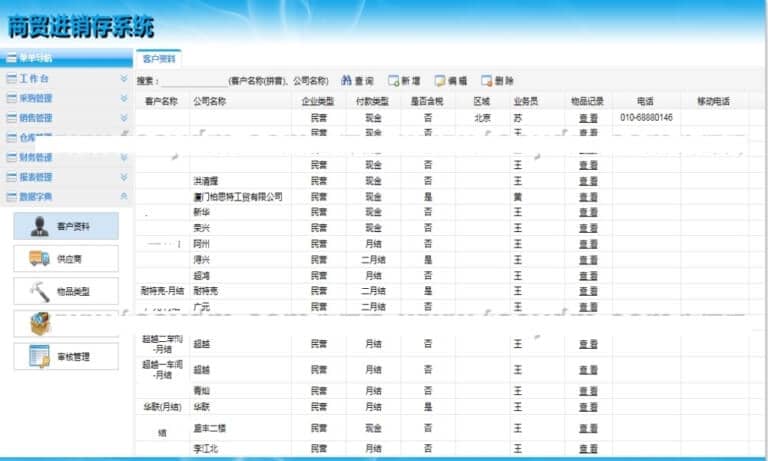 商贸进销存系统
菜单导航
客户资料
工作台
采购管理
销售管理
仓库管理
财务管理
报表管理
数据字典
客户资料
供应商
物品类型
审核管理
搜索: (客户名称(拼音)、公司名称) 查询 新增 编辑 删除
客户名称 公司名称 企业类型 付款类型 是否含税 区域 业务员 物品记录 电话 移动电话
民营 现金 否 北京 苏 查看 010-68880146
民营 现金 否 王 查看
民营 现金 否 王 查看
洪清握 民营 现金 否 王 查看
厦门柏思特工贸有限公司 民营 现金 是 黄 查看
新华 民营 现金 否 王 查看
荣兴 民营 现金 否 王 查看
阿州 民营 月结 否 王 查看
得兴 民营 二月结 是 王 查看
超鸿 民营 月结 否 王 查看
耐特亮-月结 耐特亮 民营 二月结 否 王 查看
广元 民营 二月结 否 王 查看
超越二车间-月结 超越 民营 月结 否 王 查看
超越一车间-月结 超越 民营 月结 否 王 查看
青灿 民营 月结 否 王 查看
华联(月结) 华联 民营 月结 是 王 查看
结 盛丰二楼 民营 现金 否 王 查看
李江北 民营 月结 否 王 查看